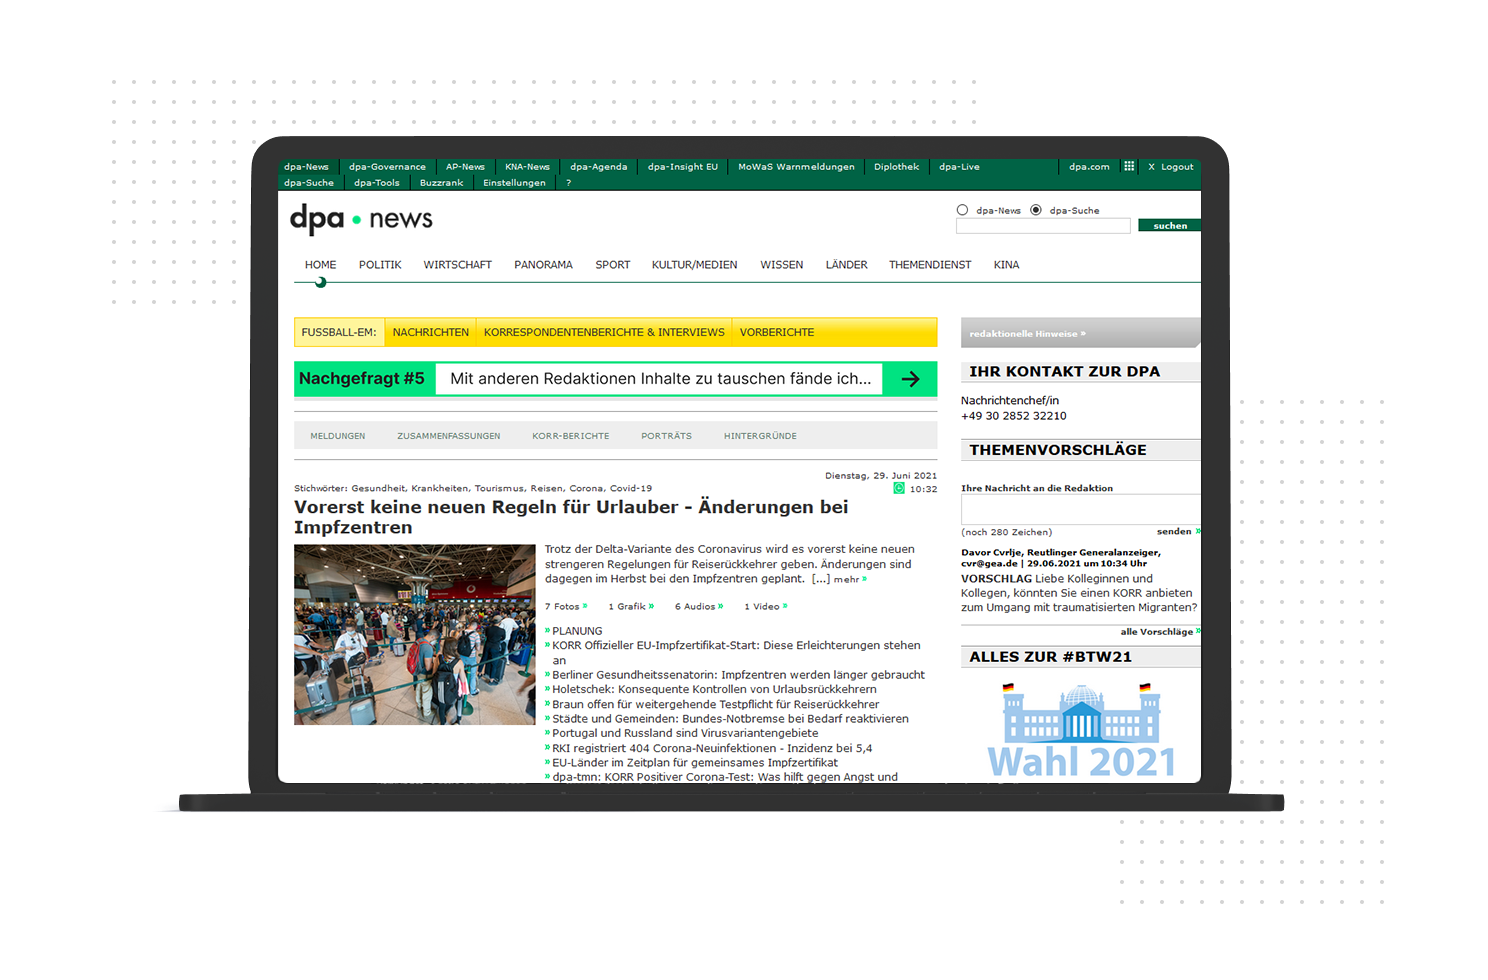 dpa-News dpa-Governance AP-News KNA-News dpa-Agenda dpa-Insight EU MoWaS Warnmeldungen Diplothek dpa-Live dpa.com X Logout
dpa-Suche dpa-Tools Buzzrank Einstellungen ?
dpa • news
dpa-News dpa-Suche
suchen
HOME POLITIK WIRTSCHAFT PANORAMA SPORT KULTUR/MEDIEN WISSEN LÄNDER THEMENDIENST KINA
FUSSBALL-EM: NACHRICHTEN KORRESPONDENTENBERICHTE & INTERVIEWS VORBERICHTE
Nachgefragt #5 Mit anderen Redaktionen Inhalte zu tauschen fände ich... →
MELDUNGEN ZUSAMMENFASSUNGEN KORR-BERICHTE PORTRÄTS HINTERGRÜNDE
Dienstag, 29. Juni 2021
Stichwörter: Gesundheit, Krankheiten, Tourismus, Reisen, Corona, Covid-19 10:32
Vorerst keine neuen Regeln für Urlauber - Änderungen bei
Impfzentren
Trotz der Delta-Variante des Coronavirus wird es vorerst keine neuen
strengeren Regelungen für Reiserückkehrer geben. Änderungen sind
dagegen im Herbst bei den Impfzentren geplant. [...] mehr »
7 Fotos » 1 Grafik » 6 Audios » 1 Video »
» PLANUNG
» KORR Offizieller EU-Impfzertifikat-Start: Diese Erleichterungen stehen
an
» Berliner Gesundheitssenatorin: Impfzentren werden länger gebraucht
» Holetschek: Konsequente Kontrollen von Urlaubsrückkehrern
» Braun offen für weitergehende Testpflicht für Reiserückkehrer
» Städte und Gemeinden: Bundes-Notbremse bei Bedarf reaktivieren
» Portugal und Russland sind Virusvariantengebiete
» RKI registriert 404 Corona-Neuinfektionen - Inzidenz bei 5,4
» EU-Länder im Zeitplan für gemeinsames Impfzertifikat
» dpa-tmn: KORR Positiver Corona-Test: Was hilft gegen Angst und
redaktionelle Hinweise »
IHR KONTAKT ZUR DPA
Nachrichtenchef/in
+49 30 2852 32210
THEMENVORSCHLÄGE
Ihre Nachricht an die Redaktion
(noch 280 Zeichen) senden »
Davor Cvrlje, Reutlinger Generalanzeiger,
cvr@gea.de | 29.06.2021 um 10:34 Uhr
VORSCHLAG Liebe Kolleginnen und
Kollegen, könnten Sie einen KORR anbieten
zum Umgang mit traumatisierten Migranten?
alle Vorschläge »
ALLES ZUR #BTW21
Wahl 2021